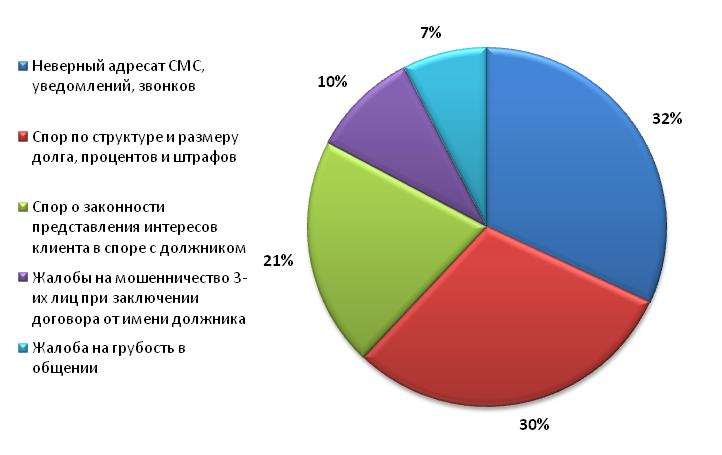 Неверный адресат СМС,
уведомлений, звонков
Спор по структуре и размеру
долга, процентов и штрафов
Спор о законности
представления интересов
клиента в споре с должником
Жалобы на мошенничество 3-
их лиц при заключении
договора от имени должника
Жалоба на грубость в
общении
7%
10%
32%
21%
30%